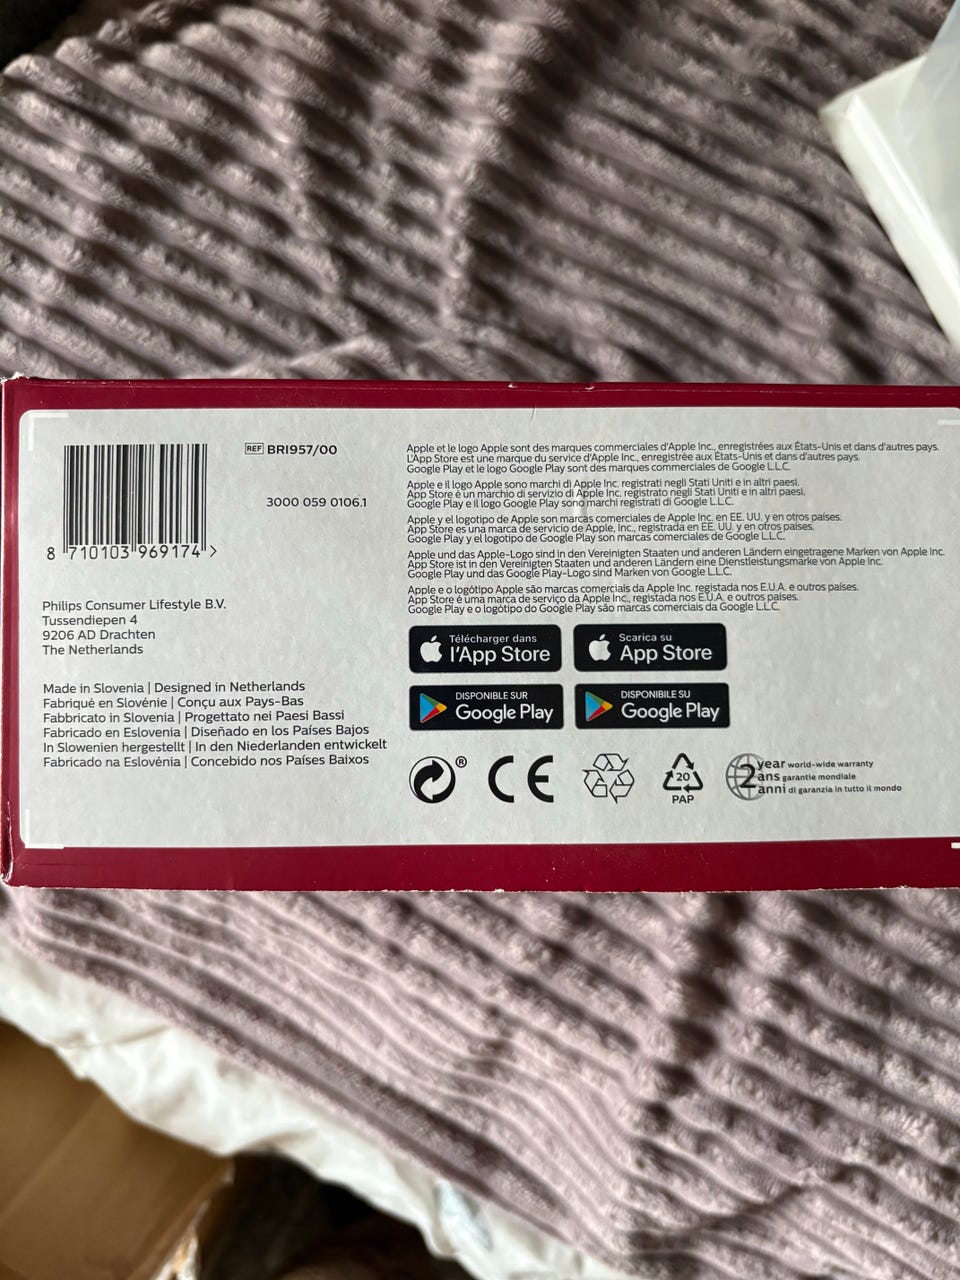 8 710103 969174 >
REF BRI957/00
3000 059 0106.1
Philips Consumer Lifestyle B.V.
Tussendiepen 4
9206 AD Drachten
The Netherlands
Made in Slovenia | Designed in Netherlands
Fabriqué en Slovénie | Conçu aux Pays-Bas
Fabbricato in Slovenia | Progettato nei Paesi Bassi
Fabricado en Eslovenia | Diseñado en los Países Bajos
In Slowenien hergestellt | In den Niederlanden entwickelt
Fabricado na Eslovénia | Concebido nos Países Baixos
Apple et le logo Apple sont des marques commerciales d'Apple Inc., enregistrées aux États-Unis et dans d'autres pays.
L'App Store est une marque du service d'Apple Inc., enregistrée aux États-Unis et dans d'autres pays.
Google Play et le logo Google Play sont des marques commerciales de Google L.L.C.
Apple e il logo Apple sono marchi di Apple Inc. registrati negli Stati Uniti e in altri paesi.
App Store è un marchio di servizio di Apple Inc. registrato negli Stati Uniti e in altri paesi.
Google Play e il logo Google Play sono marchi registrati di Google L.L.C.
Apple y el logotipo de Apple son marcas comerciales de Apple Inc. en EE. UU. y en otros países.
App Store es una marca de servicio de Apple, Inc., registrada en EE. UU. y en otros países.
Google Play y el logotipo de Google Play son marcas comerciales de Google L.L.C.
Apple und das Apple-Logo sind in den Vereinigten Staaten und anderen Ländern eingetragene Marken von Apple Inc.
App Store ist in den Vereinigten Staaten und anderen Ländern eine Dienstleistungsmarke von Apple Inc.
Google Play und das Google Play-Logo sind Marken von Google L.L.C.
Apple e o logótipo Apple são marcas comerciais da Apple Inc. registada nos E.U.A. e outros países.
App Store é uma marca de serviço da Apple Inc., registada nos E.U.A. e outros países.
Google Play e o logótipo do Google Play são marcas comerciais da Google L.L.C.
Télécharger dans
l'App Store
Scarica su
App Store
DISPONIBLE SUR
Google Play
DISPONIBILE SU
Google Play
®
CE
20
PAP
2 year world-wide warranty
ans garantie mondiale
anni di garanzia in tutto il mondo